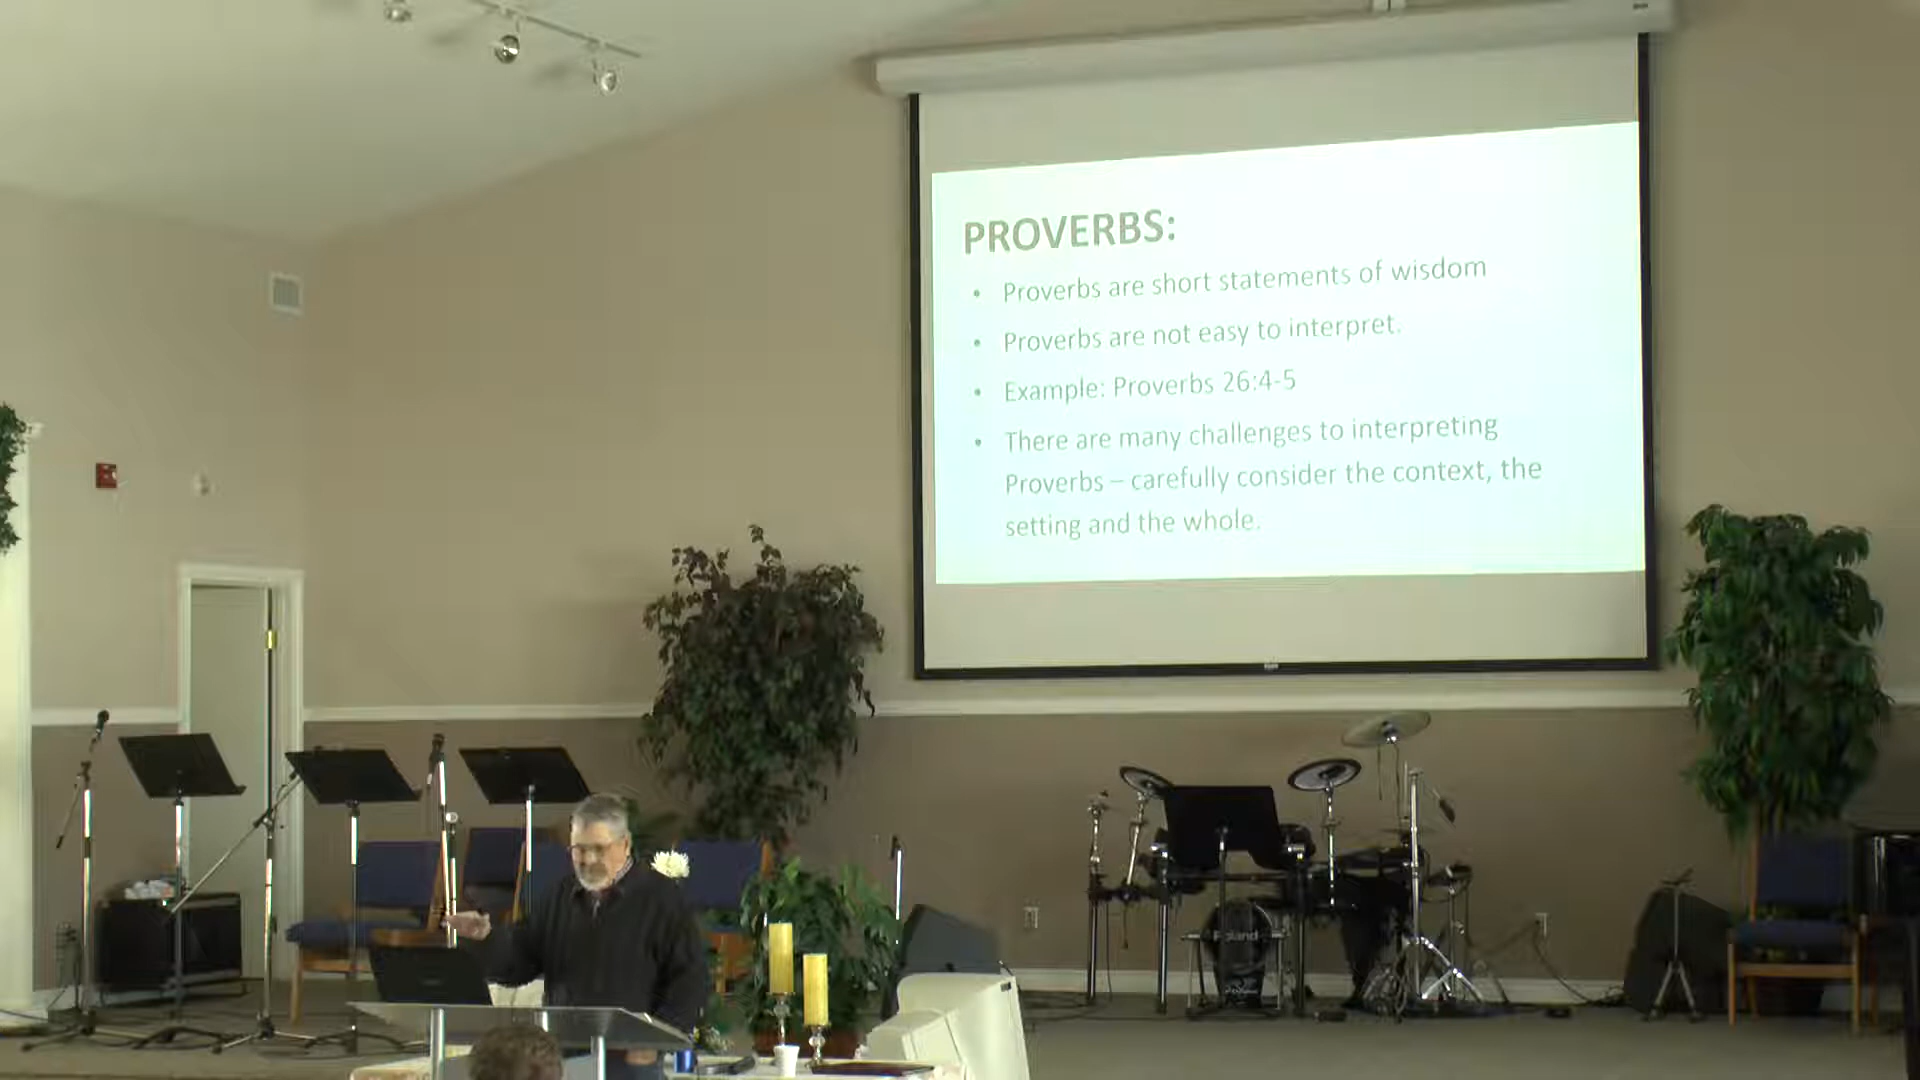 PROVERBS:
• Proverbs are short statements of wisdom
• Proverbs are not easy to interpret.
• Example: Proverbs 26:4-5
• There are many challenges to interpreting
Proverbs – carefully consider the context, the
setting and the whole.
Roland